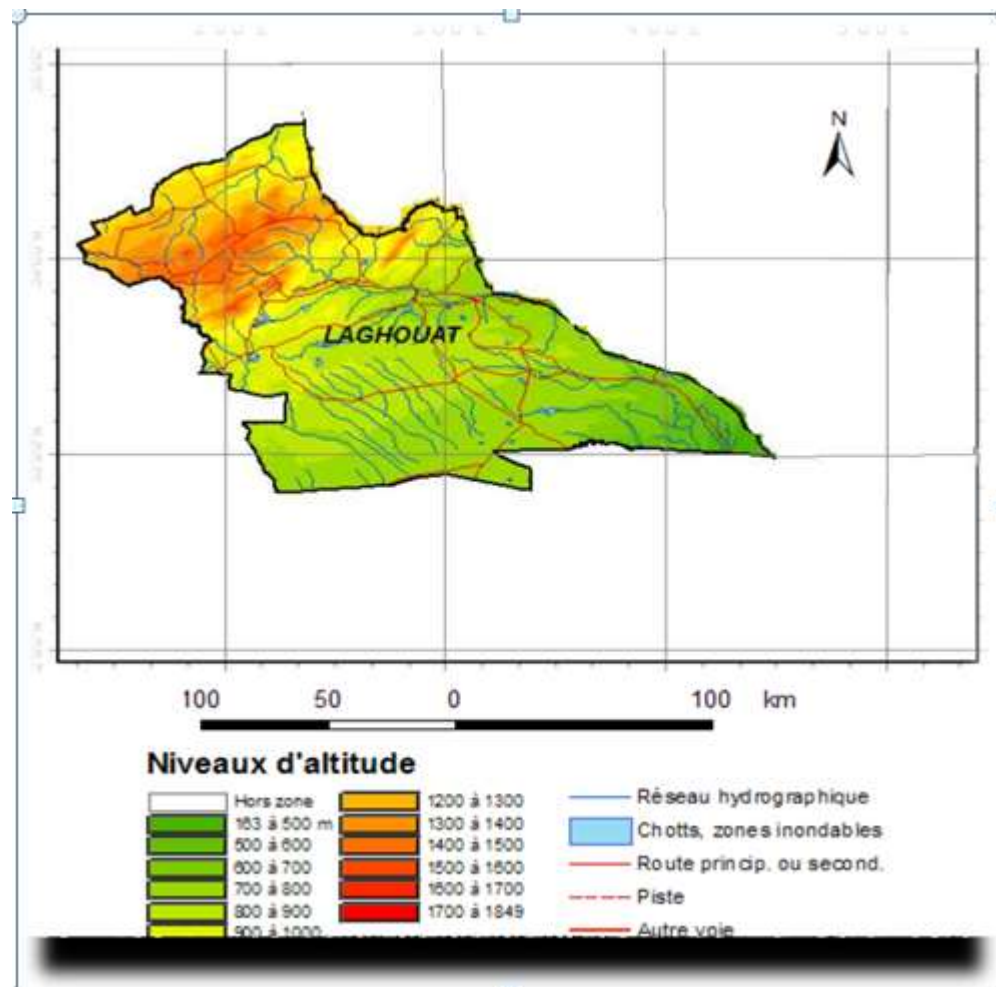 N
LAGHOUAT
100 50 0 100 km
Niveaux d'altitude
Hors zone
163 à 500 m
500 à 600
600 à 700
700 à 800
800 à 900
900 à 1000
1200 à 1300
1300 à 1400
1400 à 1500
1500 à 1600
1600 à 1700
1700 à 1849
Réseau hydrographique
Chotts, zones inondables
Route princip. ou second.
Piste
Autre voie